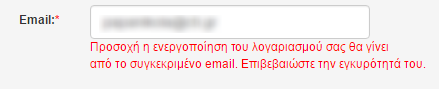 Email:*
Προσοχή η ενεργοποίηση του λογαριασμού σας θα γίνει
από το συγκεκριμένο email. Επιβεβαιώστε την εγκυρότητά του.